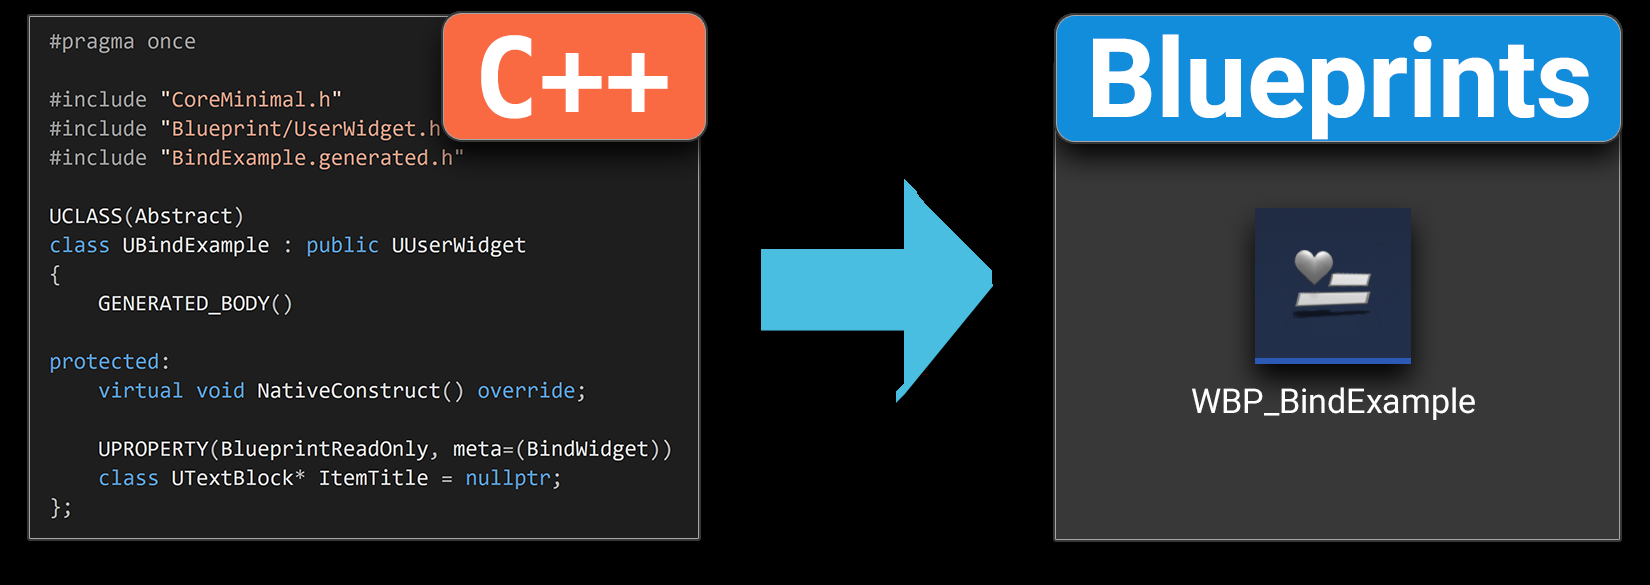 #pragma once
#include "CoreMinimal.h"
#include "Blueprint/UserWidget.h
#include "BindExample.generated.h"
UCLASS(Abstract)
class UBindExample : public UUserWidget
{
GENERATED_BODY()
protected:
virtual void NativeConstruct() override;
UPROPERTY(BlueprintReadOnly, meta=(BindWidget))
class UTextBlock* ItemTitle = nullptr;
};
C++
Blueprints
WBP_BindExample